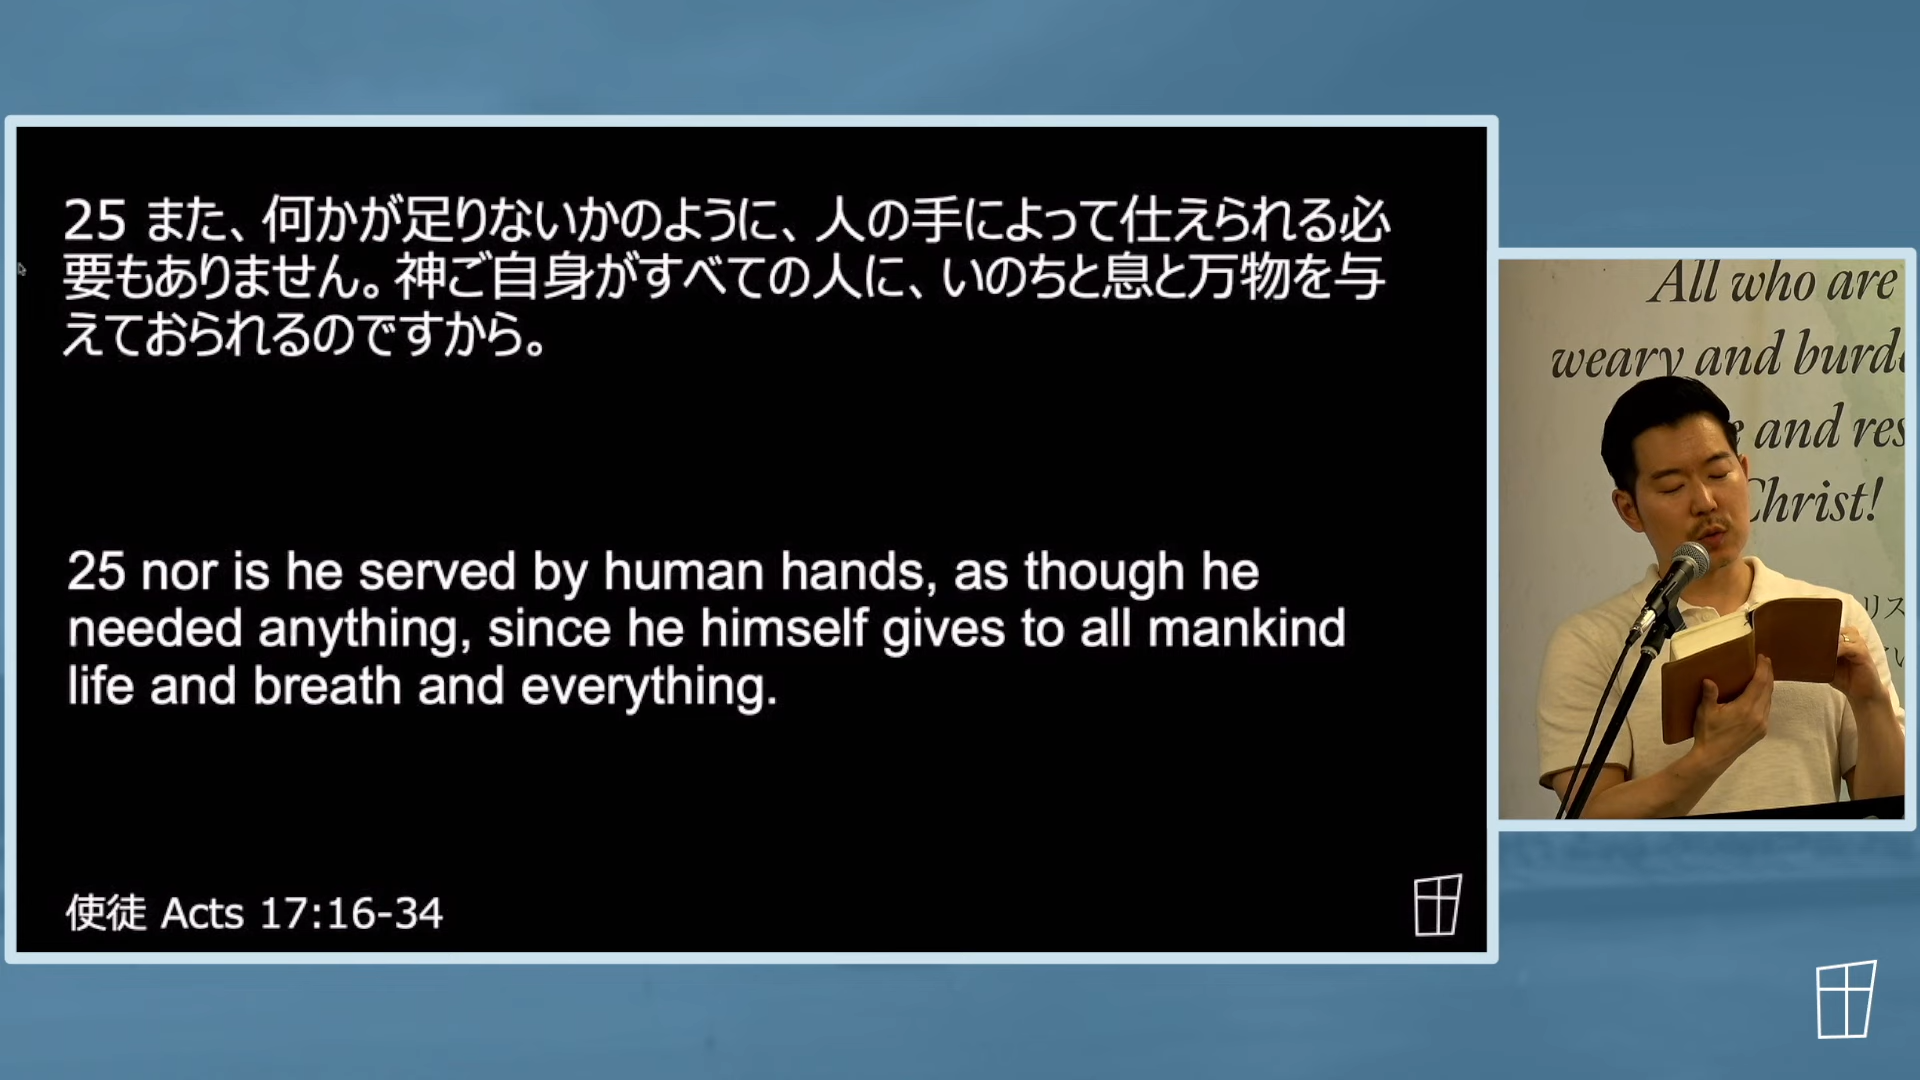 25 また、何かが足りないかのように、人の手によって仕えられる必
要もありません。神ご自身がすべての人に、いのちと息と万物を与
えておられるのですから。
25 nor is he served by human hands, as though he
needed anything, since he himself gives to all mankind
life and breath and everything.
使徒 Acts 17:16-34
All who are
weary and
and
Christ!
リス